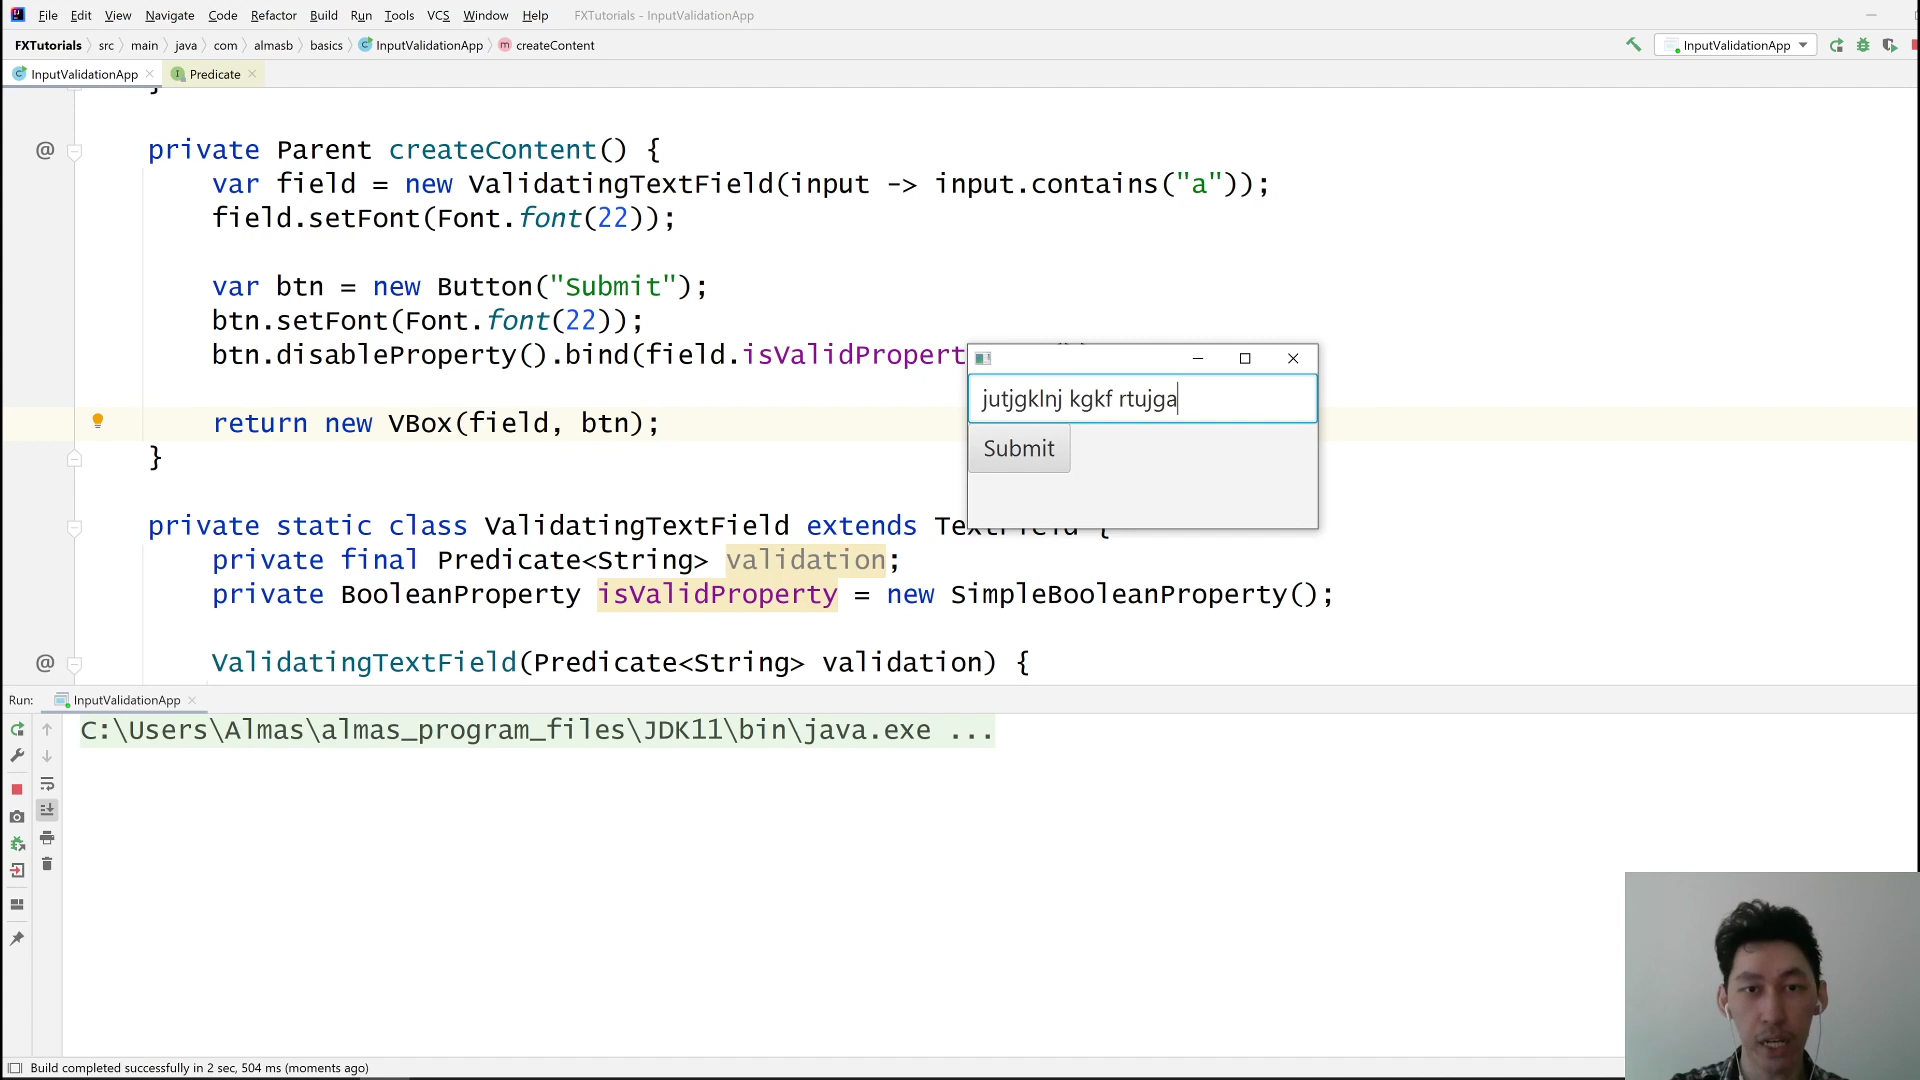 File Edit View Navigate Code Refactor Build Run Tools VCS Window Help FXTutorials - InputValidationApp
FXTutorials src main java com almasb basics InputValidationApp createContent InputValidationApp
InputValidationApp Predicate
}
private Parent createContent() {
var field = new ValidatingTextField(input -> input.contains("a"));
field.setFont(Font.font(22));
var btn = new Button("Submit");
btn.setFont(Font.font(22));
btn.disableProperty().bind(field.isValidPropert
return new VBox(field, btn);
}
jutjgklnj kgkf rtujga
Submit
private static class ValidatingTextField extends TextField {
private final Predicate<String> validation;
private BooleanProperty isValidProperty = new SimpleBooleanProperty();
ValidatingTextField(Predicate<String> validation) {
Run: InputValidationApp
C:\Users\Almas\almas_program_files\JDK11\bin\java.exe ...
Build completed successfully in 2 sec, 504 ms (moments ago)